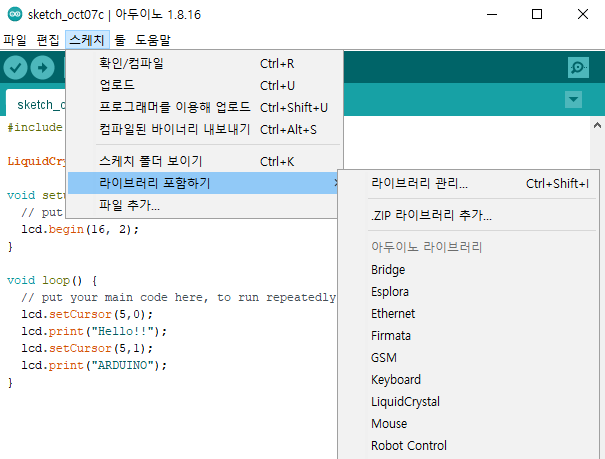 sketch_oct07c | 아두이노 1.8.16
파일 편집 스케치 툴 도움말
확인/컴파일 Ctrl+R
업로드 Ctrl+U
프로그래머를 이용해 업로드 Ctrl+Shift+U
컴파일된 바이너리 내보내기 Ctrl+Alt+S
스케치 폴더 보이기 Ctrl+K
라이브러리 포함하기
파일 추가...
라이브러리 관리... Ctrl+Shift+I
.ZIP 라이브러리 추가...
아두이노 라이브러리
Bridge
Esplora
Ethernet
Firmata
GSM
Keyboard
LiquidCrystal
Mouse
Robot Control
sketch_oc
#include
LiquidCry
void setu
// put
lcd.begin(16, 2);
}
void loop() {
// put your main code here, to run repeatedly
lcd.setCursor(5,0);
lcd.print("Hello!!");
lcd.setCursor(5,1);
lcd.print("ARDUINO");
}